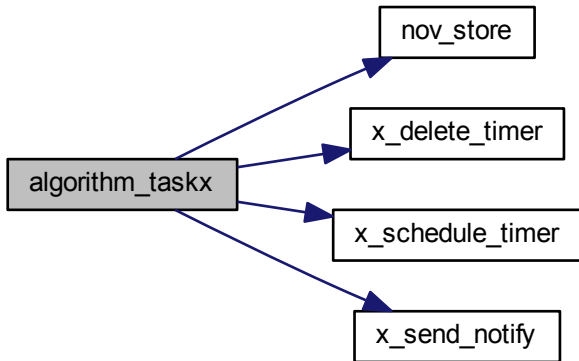 nov_store
x_delete_timer
algorithm_taskx
x_schedule_timer
x_send_notify